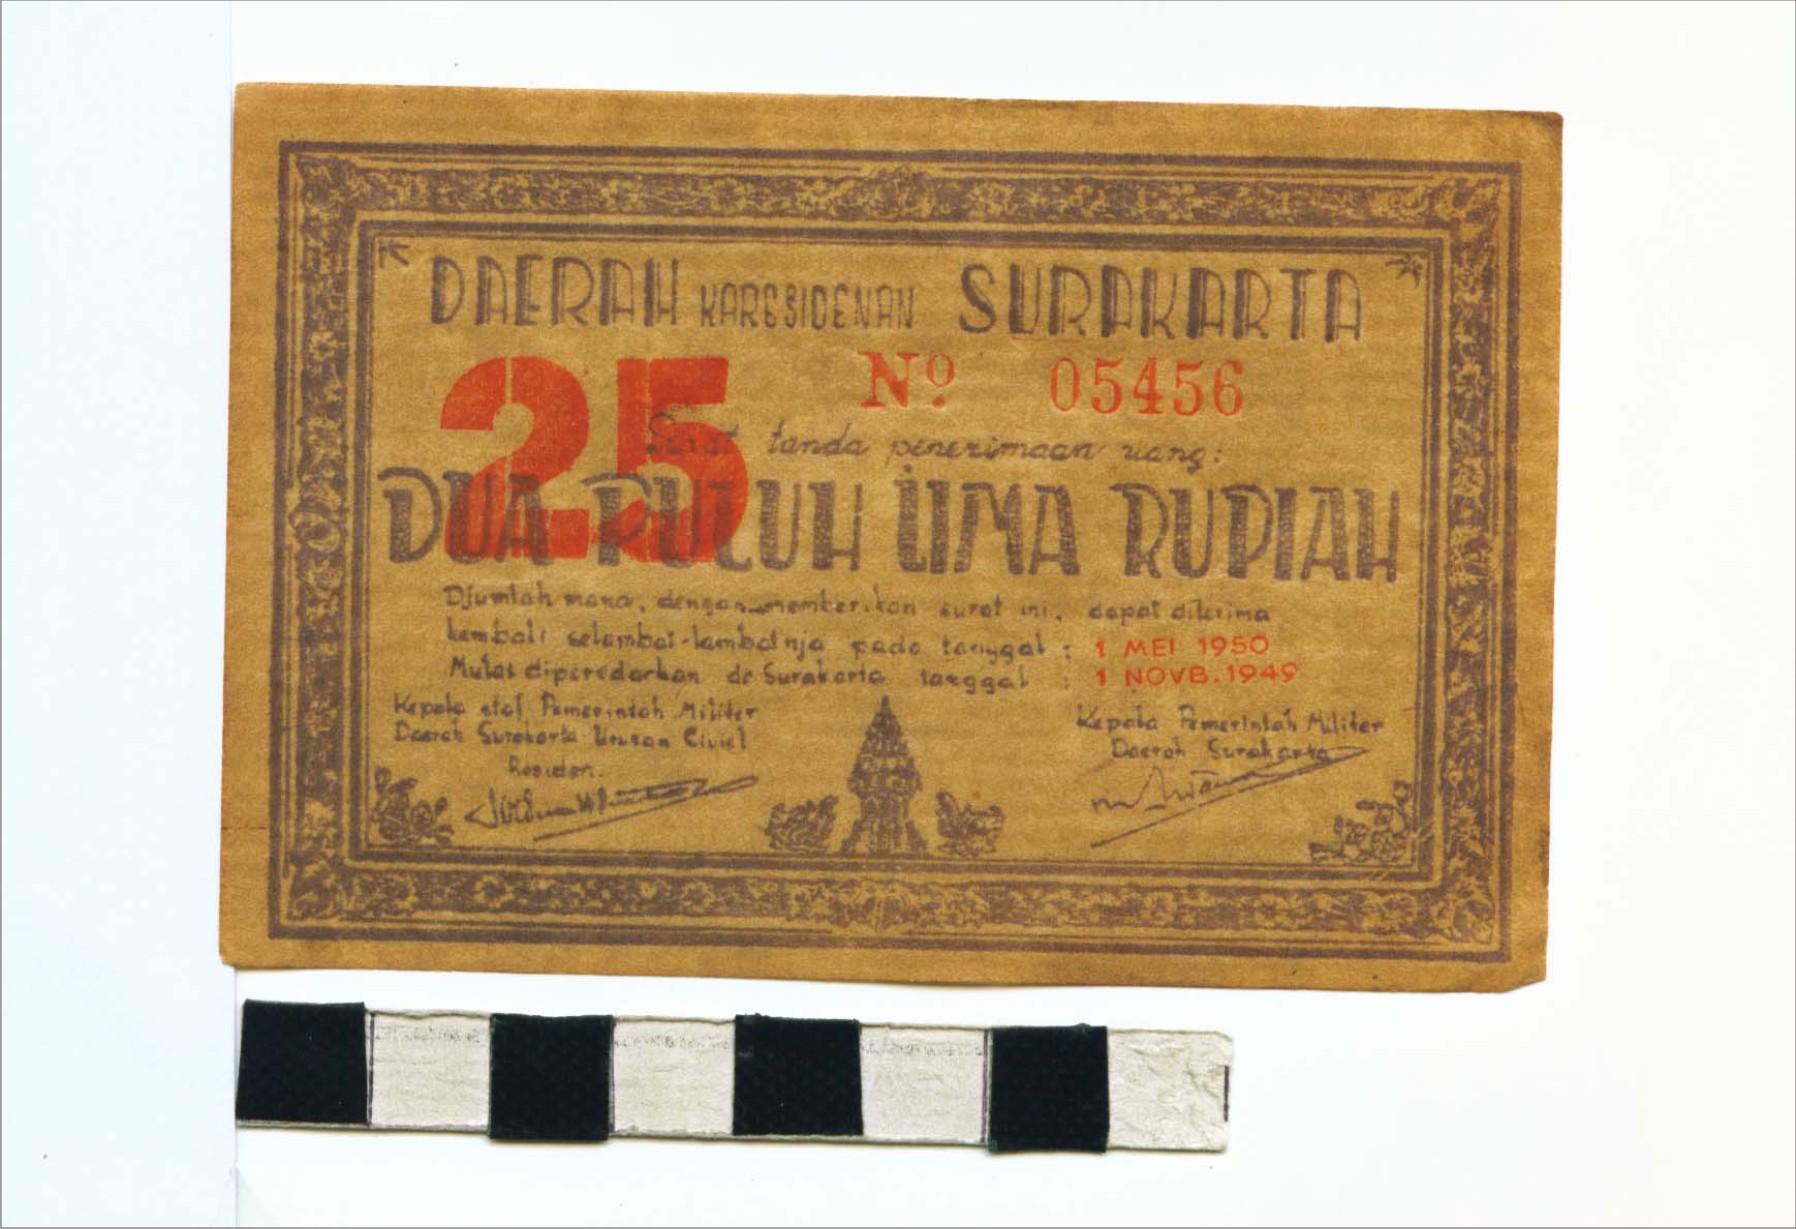 DAERAH KARESIDENAN SURAKARTA
25 Nº 05456
Surat tanda penerimaan uang:
DUA PULUH LIMA RUPIAH
Djumlah mana, dengan memberikan surat ini, dapat diterima
kembali selambat-lambatnja pada tanggal : 1 MEI 1950
Mulai diperedarkan di Surakarta tanggal : 1 NOVB. 1949
Kepala staf Pemerintah Militer
Daerah Surakarta Urusan Civiel
Residen.
Kepala Pemerintah Militer
Daerah Surakarta